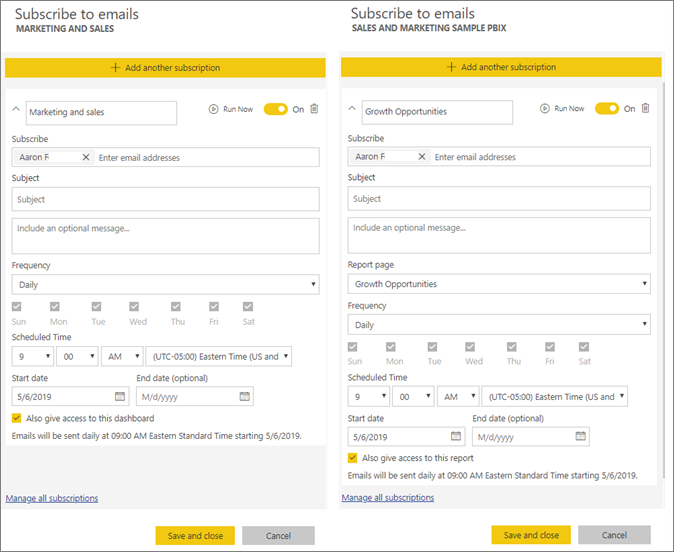 Subscribe to emails
MARKETING AND SALES
+ Add another subscription
Marketing and sales
Run Now
On
Subscribe
Aaron F
Enter email addresses
Subject
Subject
Include an optional message...
Frequency
Daily
Sun Mon Tue Wed Thu Fri Sat
Scheduled Time
9 00 AM (UTC-05:00) Eastern Time (US and
Start date End date (optional)
5/6/2019 M/d/yyyy
Also give access to this dashboard
Emails will be sent daily at 09:00 AM Eastern Standard Time starting 5/6/2019.
Manage all subscriptions
Save and close Cancel
Subscribe to emails
SALES AND MARKETING SAMPLE PBIX
+ Add another subscription
Growth Opportunities
Run Now
On
Subscribe
Aaron F
Enter email addresses
Subject
Subject
Include an optional message...
Report page
Growth Opportunities
Frequency
Daily
Sun Mon Tue Wed Thu Fri Sat
Scheduled Time
9 00 AM (UTC-05:00) Eastern Time (US and
Start date End date (optional)
5/6/2019 M/d/yyyy
Also give access to this report
Emails will be sent daily at 09:00 AM Eastern Standard Time starting 5/6/2019.
Manage all subscriptions
Save and close Cancel